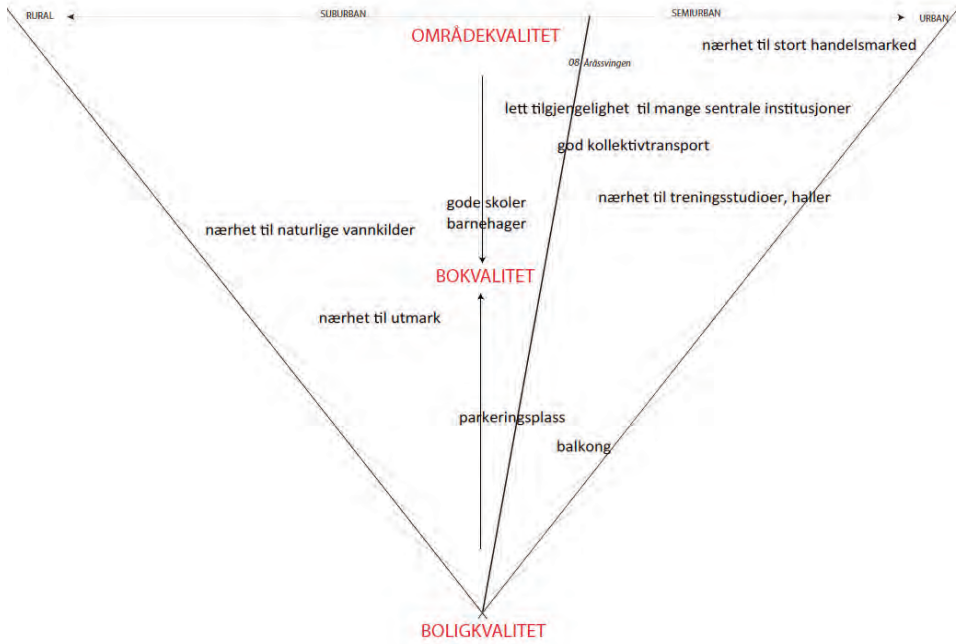 RURAL
SUBURBAN
SEMIURBAN
URBAN
OMRÅDEKVALITET
nærhet til stort handelsmarked
08 Åråssvingen
lett tilgjengelighet til mange sentrale institusjoner
god kollektivtransport
nærhet til treningsstudioer, haller
gode skoler
barnehager
nærhet til naturlige vannkilder
BOKVALITET
nærhet til utmark
parkeringsplass
balkong
BOLIGKVALITET